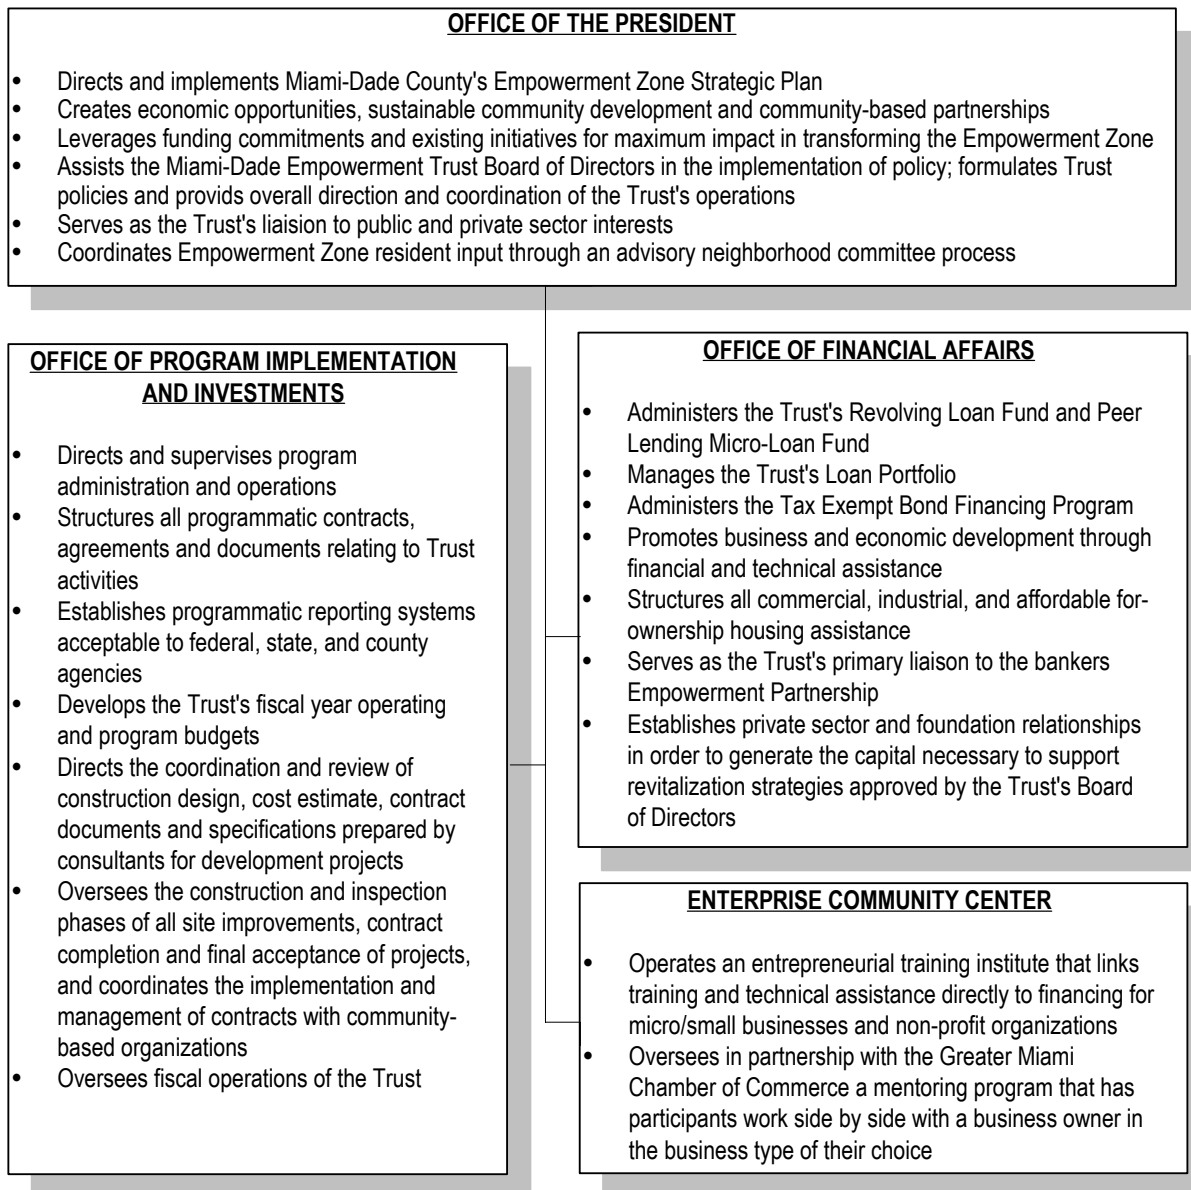 OFFICE OF THE PRESIDENT
• Directs and implements Miami-Dade County's Empowerment Zone Strategic Plan
• Creates economic opportunities, sustainable community development and community-based partnerships
• Leverages funding commitments and existing initiatives for maximum impact in transforming the Empowerment Zone
• Assists the Miami-Dade Empowerment Trust Board of Directors in the implementation of policy; formulates Trust
policies and provids overall direction and coordination of the Trust's operations
• Serves as the Trust's liaision to public and private sector interests
• Coordinates Empowerment Zone resident input through an advisory neighborhood committee process
OFFICE OF PROGRAM IMPLEMENTATION
AND INVESTMENTS
• Directs and supervises program
administration and operations
• Structures all programmatic contracts,
agreements and documents relating to Trust
activities
• Establishes programmatic reporting systems
acceptable to federal, state, and county
agencies
• Develops the Trust's fiscal year operating
and program budgets
• Directs the coordination and review of
construction design, cost estimate, contract
documents and specifications prepared by
consultants for development projects
• Oversees the construction and inspection
phases of all site improvements, contract
completion and final acceptance of projects,
and coordinates the implementation and
management of contracts with community-
based organizations
• Oversees fiscal operations of the Trust
OFFICE OF FINANCIAL AFFAIRS
• Administers the Trust's Revolving Loan Fund and Peer
Lending Micro-Loan Fund
• Manages the Trust's Loan Portfolio
• Administers the Tax Exempt Bond Financing Program
• Promotes business and economic development through
financial and technical assistance
• Structures all commercial, industrial, and affordable for-
ownership housing assistance
• Serves as the Trust's primary liaison to the bankers
Empowerment Partnership
• Establishes private sector and foundation relationships
in order to generate the capital necessary to support
revitalization strategies approved by the Trust's Board
of Directors
ENTERPRISE COMMUNITY CENTER
• Operates an entrepreneurial training institute that links
training and technical assistance directly to financing for
micro/small businesses and non-profit organizations
• Oversees in partnership with the Greater Miami
Chamber of Commerce a mentoring program that has
participants work side by side with a business owner in
the business type of their choice